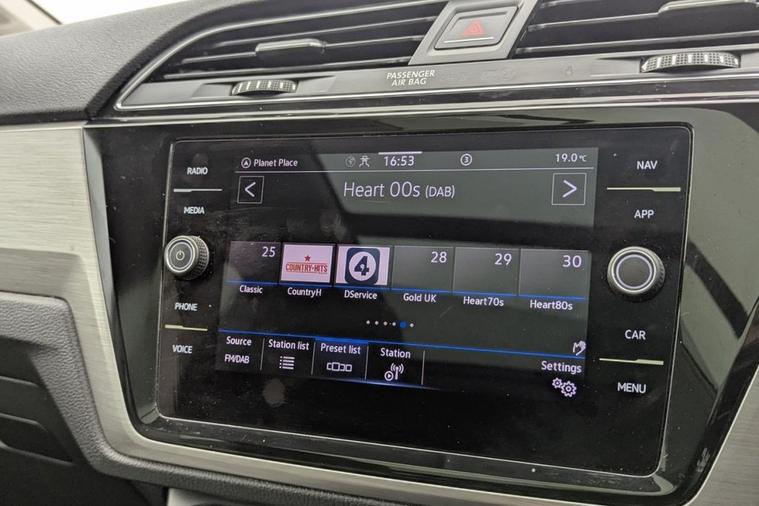 PASSENGER
AIR BAG
RADIO
MEDIA
PHONE
VOICE
Planet Place
16:53
3
19.0 °C
Heart 00s (DAB)
25
COUNTRY-HITS
4
28
29
30
Classic
CountryH
DService
Gold UK
Heart70s
Heart80s
Source
FM/DAB
Station list
Preset list
Station
Settings
NAV
APP
CAR
MENU